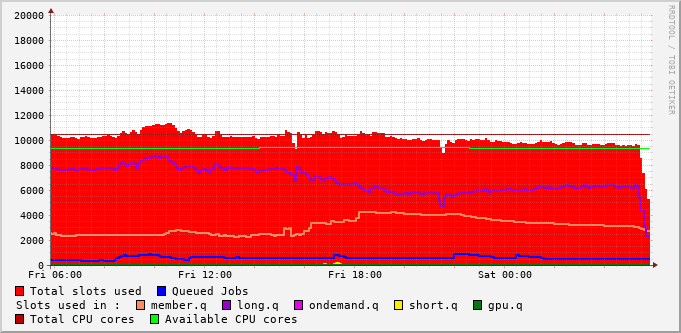 20000
18000
16000
14000
12000
10000
8000
6000
4000
2000
0
Fri 06:00 Fri 12:00 Fri 18:00 Sat 00:00
Total slots used Queued Jobs
Slots used in : member.q long.q ondemand.q short.q gpu.q
Total CPU cores Available CPU cores
RRDTOOL / TOBI OETIKER